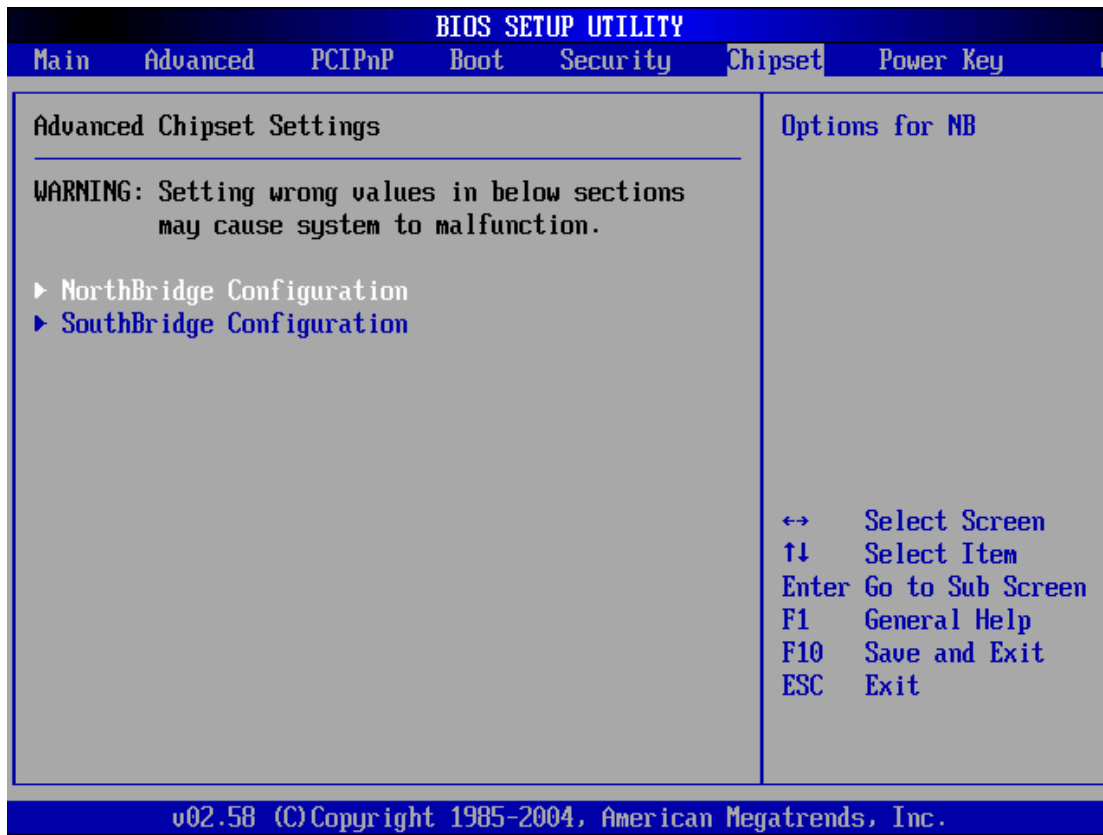 BIOS SETUP UTILITY
Main Advanced PCIPnP Boot Security Chipset Power Key
Advanced Chipset Settings
WARNING: Setting wrong values in below sections
may cause system to malfunction.
▶ NorthBridge Configuration
▶ SouthBridge Configuration
Options for NB
←→ Select Screen
↑↓ Select Item
Enter Go to Sub Screen
F1 General Help
F10 Save and Exit
ESC Exit
v02.58 (C)Copyright 1985-2004, American Megatrends, Inc.